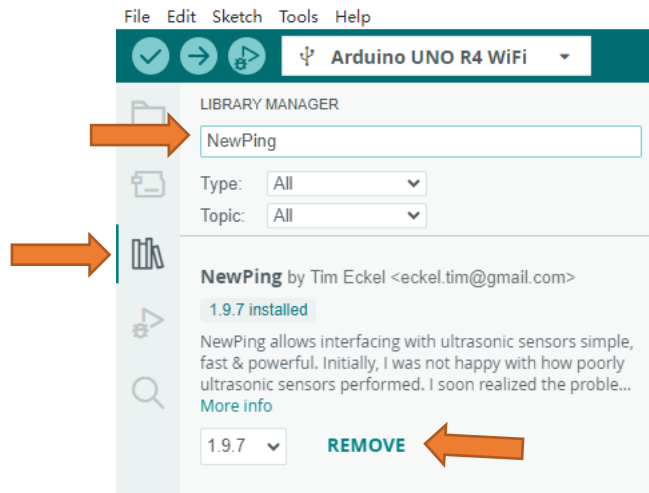 File Edit Sketch Tools Help
Arduino UNO R4 WiFi
LIBRARY MANAGER
NewPing
Type: All
Topic: All
NewPing by Tim Eckel <eckel.tim@gmail.com>
1.9.7 installed
NewPing allows interfacing with ultrasonic sensors simple,
fast & powerful. Initially, I was not happy with how poorly
ultrasonic sensors performed. I soon realized the proble...
More info
1.9.7 REMOVE